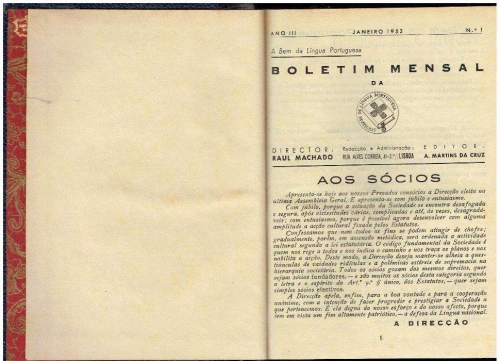 ANO III JANEIRO 1952 N.º 1
A Bem da Língua Portuguesa
BOLETIM MENSAL
DA
SOCIEDADE DE LÍNGUA PORTUGUESA
DIRECTOR: Redacção e Administração: EDITOR:
RAUL MACHADO RUA ALVES CORREIA, 41-2.º; LISBOA A. MARTINS DA CRUZ
AOS SÓCIOS
Apresenta-se hoje aos nossos Prezados consócios a Direcção eleita na
última Assembleia Geral. E apresenta-se com júbilo e entusiasmo.
Com júbilo, porque a situação da Sociedade se encontra desafogada
e segura, após vicissitudes várias, complicadas e até, às vezes, desagradá-
veis; com entusiasmo, porque é possível agora desenvolver com alguma
amplitude a acção cultural fixada pelos Estatutos.
Confessamos que nem todos os fins se podem atingir de chofre;
gradualmente, porém, em ascensão metódica, será ordenada a actividade
cultural segundo a lei estatutária. O código fundamental da Sociedade é
quem nos rege a todos e nos indica o caminho e nos traça os planos e nos
nobilita a acção. Deste modo, a Direcção deseja manter-se alheia a ques-
tiúnculas de vaidades ridículas e a polémicas estéreis de supremacia na
hierarquia societária. Todos os sócios gozam dos mesmos direitos, quer
sejam sócios fundadores, — e são muitos os desta categoria segundo
a letra e o espírito do Art.º 9.º § único, dos Estatutos, — quer sejam
simples sócios efectivos.
A Direcção apela, enfim, para a boa vontade e para a cooperação
unânime, com a intenção de fazer progredir e prestigiar a Sociedade a
que pertencemos. E ela digna do nosso esforço e do nosso afecto, porque
tem em vista um fim altamente patriótico, — a defesa da Língua nacional.
A DIRECÇÃO
1